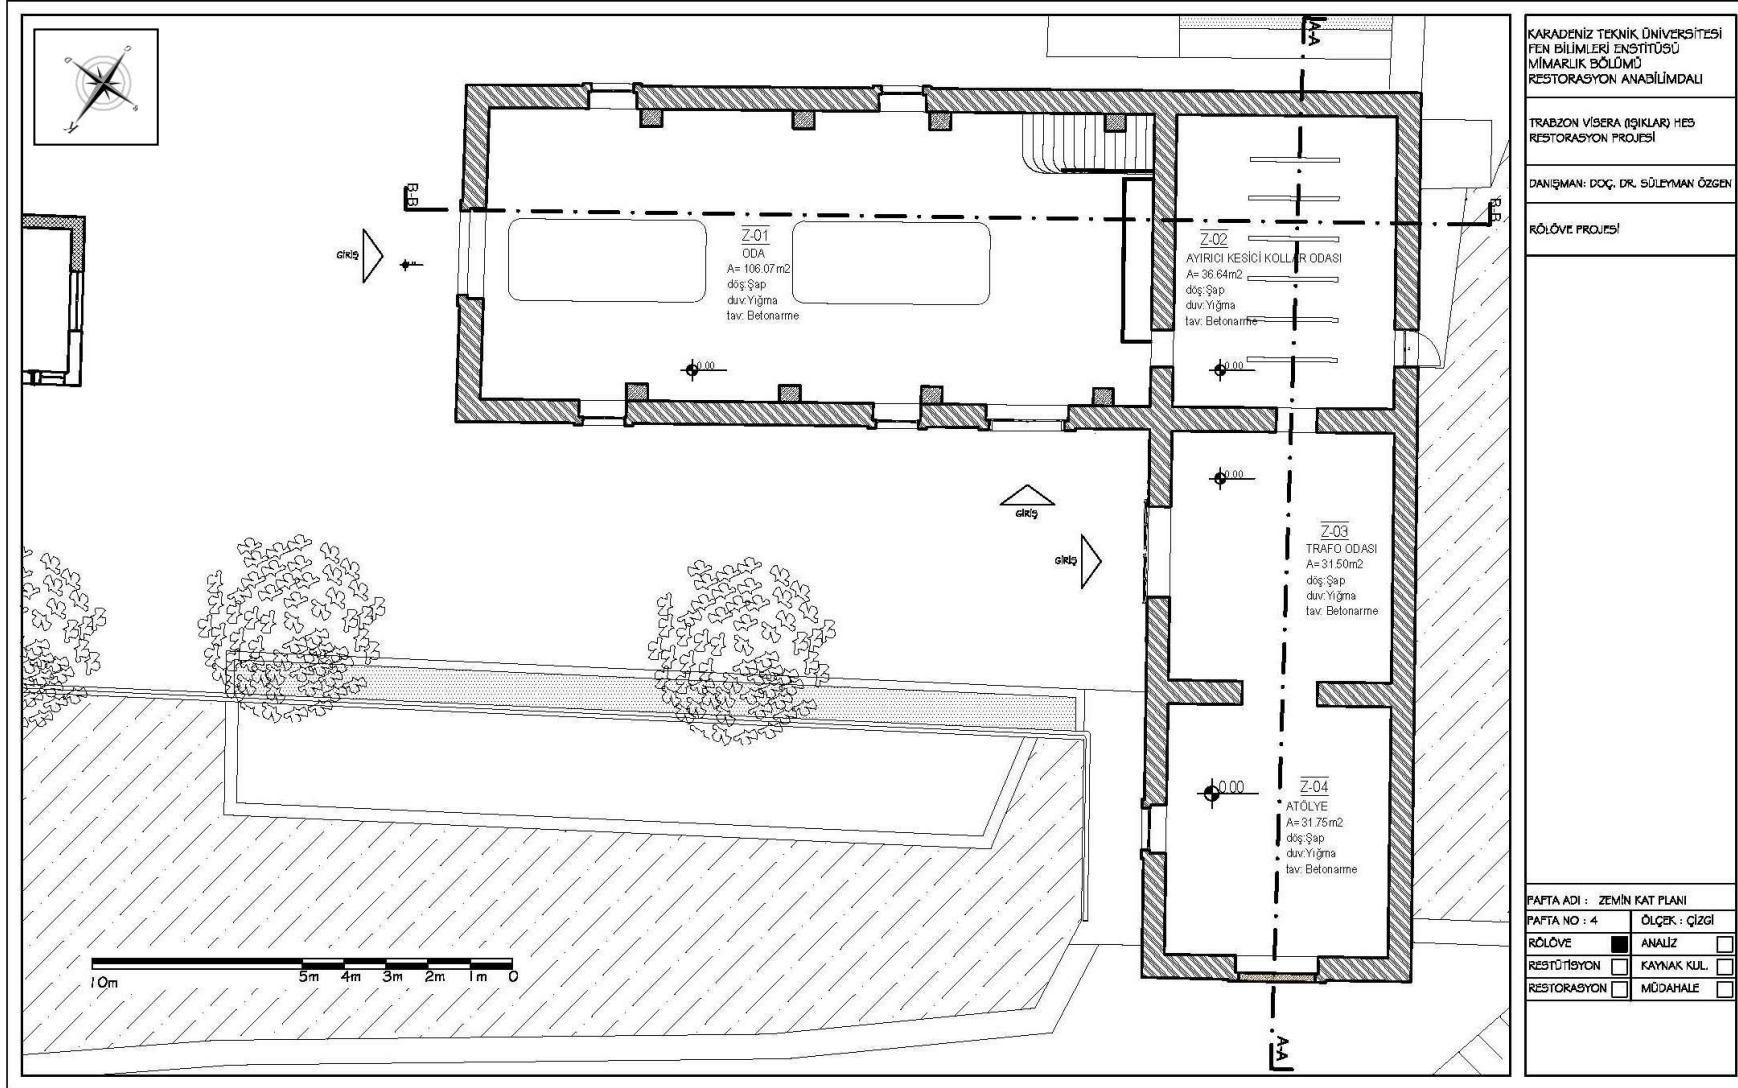 KARADENİZ TEKNİK ÜNİVERSİTESİ
FEN BİLİMLERİ ENSTİTÜSÜ
MİMARLIK BÖLÜMÜ
RESTORASYON ANABİLİMDALI
TRABZON VİSERA (IŞIKLAR) HES
RESTORASYON PROJESİ
DANIŞMAN: DOÇ. DR. SÜLEYMAN ÖZGEN
RÖLÖVE PROJESİ
PAFTA ADI : ZEMİN KAT PLANI
PAFTA NO : 4
ÖLÇEK : ÇİZGİ
RÖLÖVE
ANALİZ
RESTÜTİSYON
KAYNAK KUL.
RESTORASYON
MÜDAHALE
K
A-A
B-B
B-B
GİRİŞ
Z-01
ODA
A= 106.07m2
döş:Şap
duv:Yığma
tav: Betonarme
0.00
Z-02
AYIRICI KESİCİ KOLLAR ODASI
A= 36.64m2
döş:Şap
duv:Yığma
tav: Betonarme
0.00
0.00
GİRİŞ
GİRİŞ
Z-03
TRAFO ODASI
A= 31.50m2
döş:Şap
duv:Yığma
tav: Betonarme
0.00
Z-04
ATÖLYE
A= 31.75m2
döş:Şap
duv:Yığma
tav: Betonarme
10m 5m 4m 3m 2m 1m 0
A-A